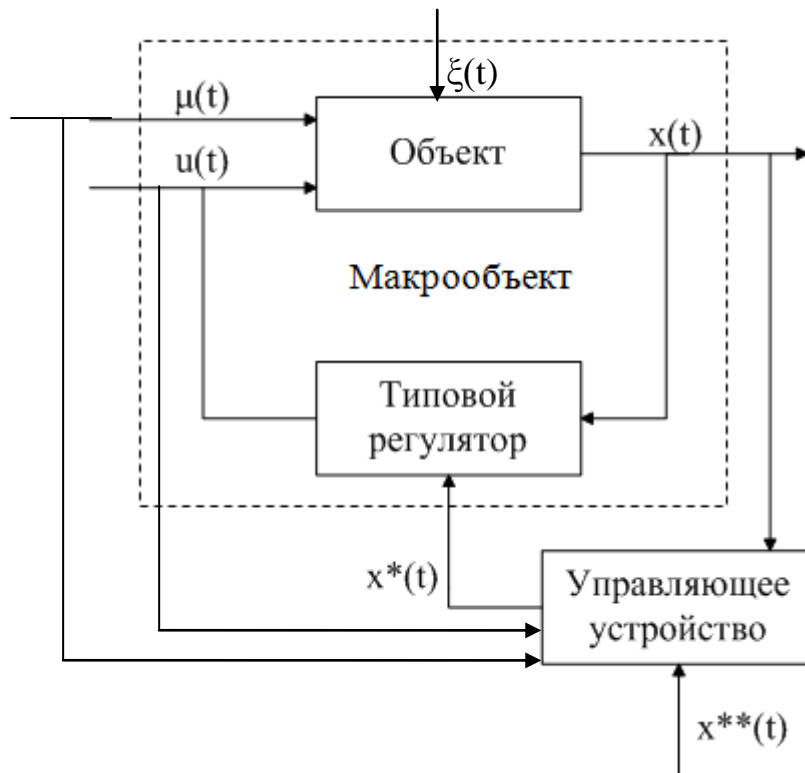 ξ(t)
μ(t)
Объект
x(t)
u(t)
Макрообъект
Типовой
регулятор
x*(t)
Управляющее
устройство
x**(t)